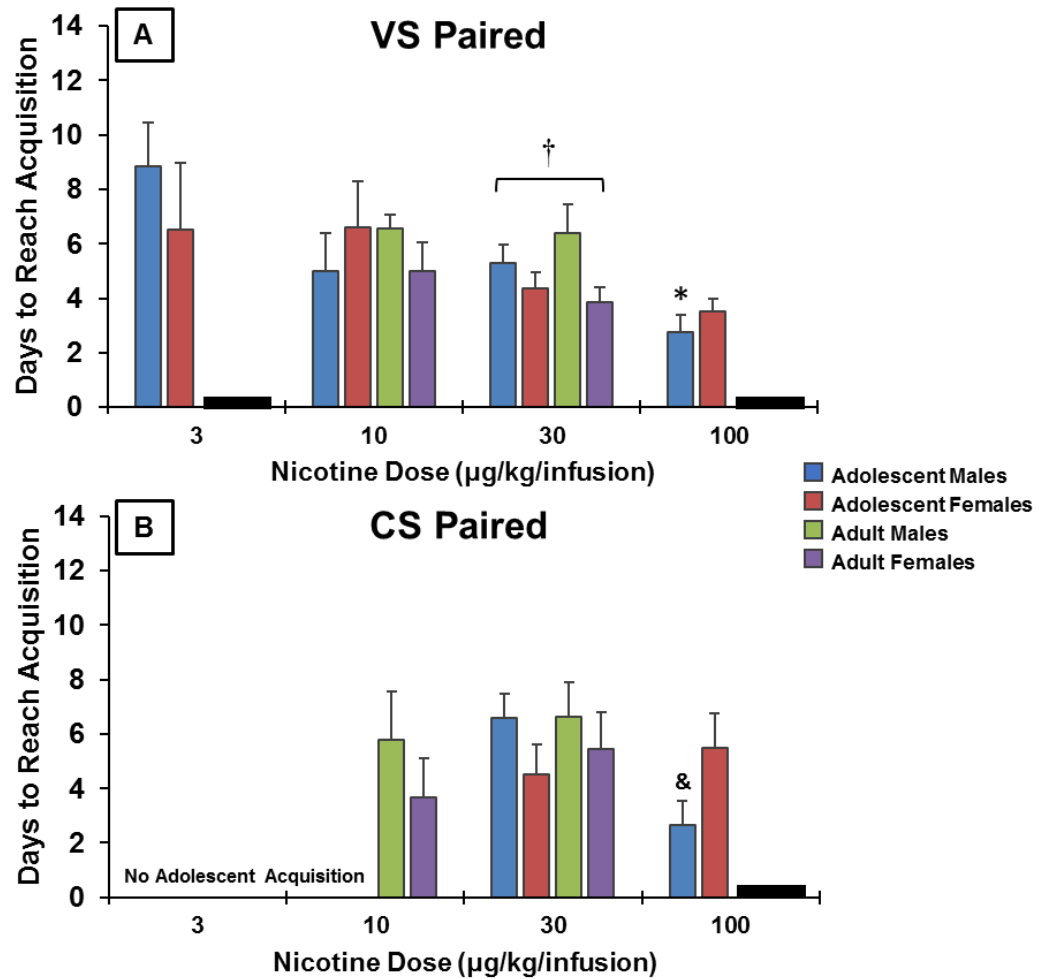 A
VS Paired
Days to Reach Acquisition
14
12
10
8
6
4
2
0
†
*
3
10
30
100
Nicotine Dose (µg/kg/infusion)
Adolescent Males
Adolescent Females
Adult Males
Adult Females
B
CS Paired
Days to Reach Acquisition
14
12
10
8
6
4
2
0
&
No Adolescent Acquisition
3
10
30
100
Nicotine Dose (µg/kg/infusion)